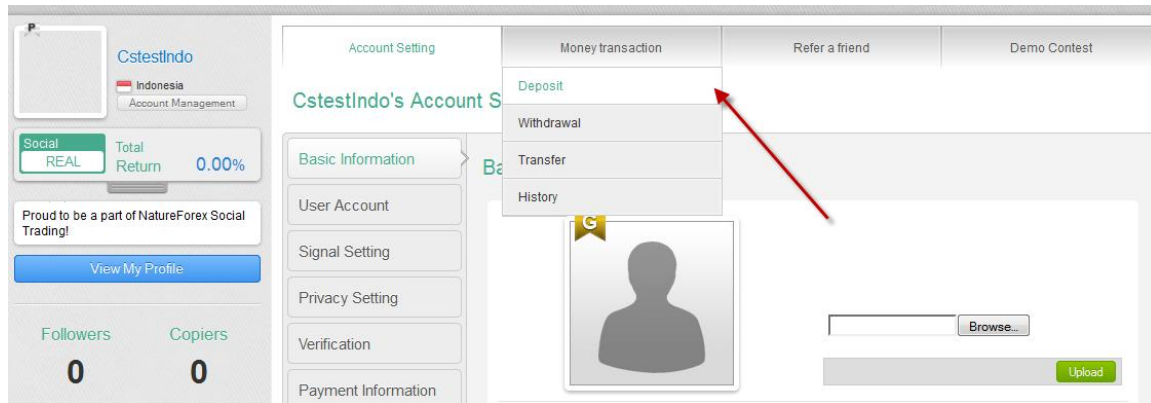 P
CstestIndo
Indonesia
Account Management
Social
REAL
Total
Return 0.00%
Proud to be a part of NatureForex Social
Trading!
View My Profile
Followers Copiers
0 0
Account Setting Money transaction Refer a friend Demo Contest
Deposit
Withdrawal
Transfer
History
CstestIndo's Account S
Basic Information
User Account
Signal Setting
Privacy Setting
Verification
Payment Information
Ba
G
Browse...
Upload